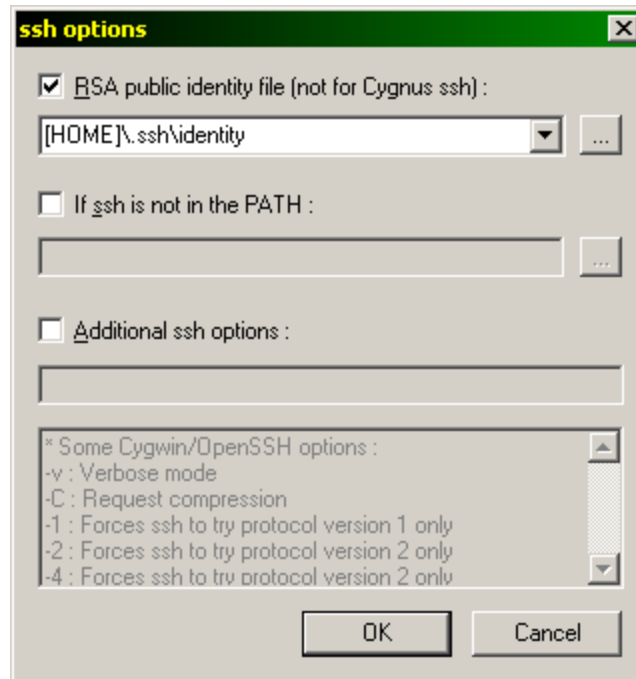 ssh options
RSA public identity file (not for Cygnus ssh) :
[HOME]\.ssh\identity
...
If ssh is not in the PATH :
...
Additional ssh options :
* Some Cygwin/OpenSSH options :
-v : Verbose mode
-C : Request compression
-1 : Forces ssh to try protocol version 1 only
-2 : Forces ssh to try protocol version 2 only
-4 : Forces ssh to try protocol version 2 only
OK
Cancel